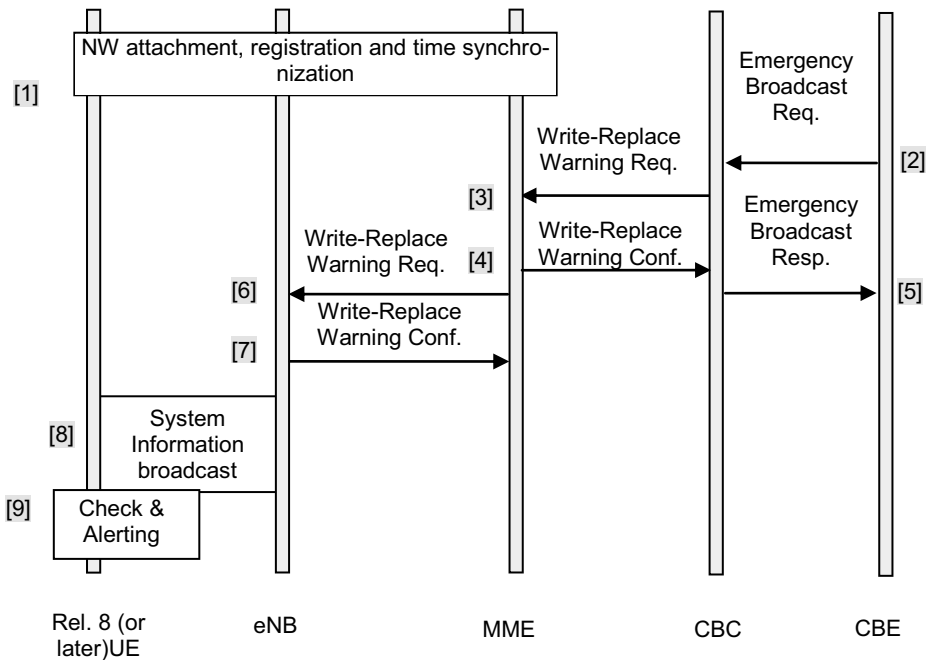 NW attachment, registration and time synchro-
nization
[1]
Emergency
Broadcast
Req.
Write-Replace
Warning Req.
[2]
[3]
Emergency
Broadcast
Resp.
Write-Replace
Warning Conf.
[4]
Write-Replace
Warning Req.
[5]
[6]
Write-Replace
Warning Conf.
[7]
System
Information
broadcast
[8]
[9]
Check &
Alerting
Rel. 8 (or
later)UE
eNB
MME
CBC
CBE